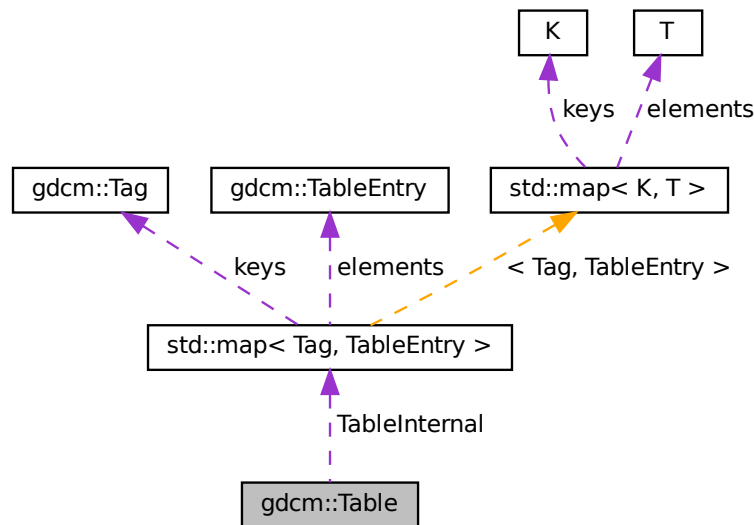 K
T
keys
elements
gdcm::Tag
gdcm::TableEntry
std::map< K, T >
keys
elements
< Tag, TableEntry >
std::map< Tag, TableEntry >
TableInternal
gdcm::Table